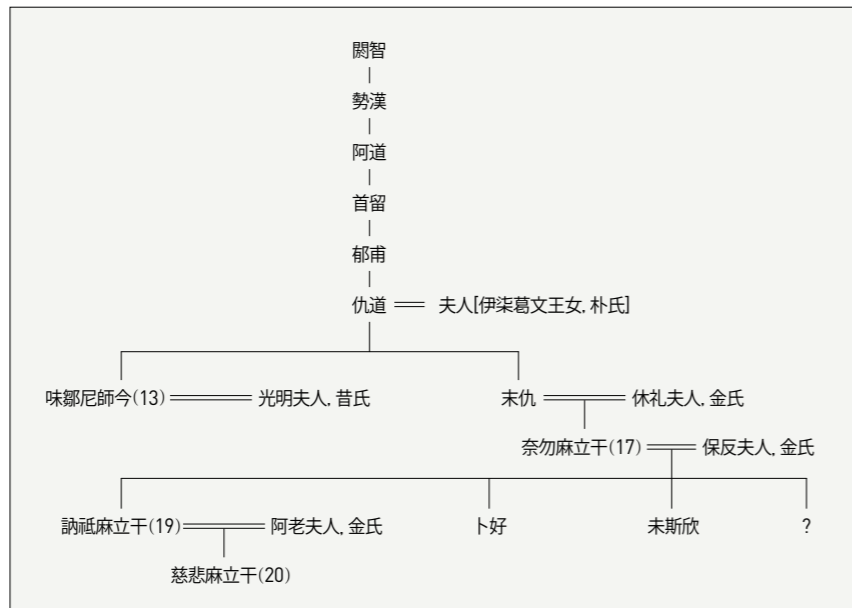 閼智
勢漢
阿道
首留
郁甫
仇道 夫人[伊柒葛文王女, 朴氏]
味鄒尼師今(13) 光明夫人, 昔氏 末仇 休礼夫人, 金氏
奈勿麻立干(17) 保反夫人, 金氏
訥祗麻立干(19) 阿老夫人, 金氏 卜好 未斯欣 ?
慈悲麻立干(20)